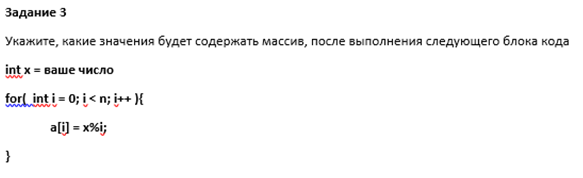 Задание 3
Укажите, какие значения будет содержать массив, после выполнения следующего блока кода
int x = ваше число
for( int i = 0; i < n; i++ ){
a[i] = x%i;
}